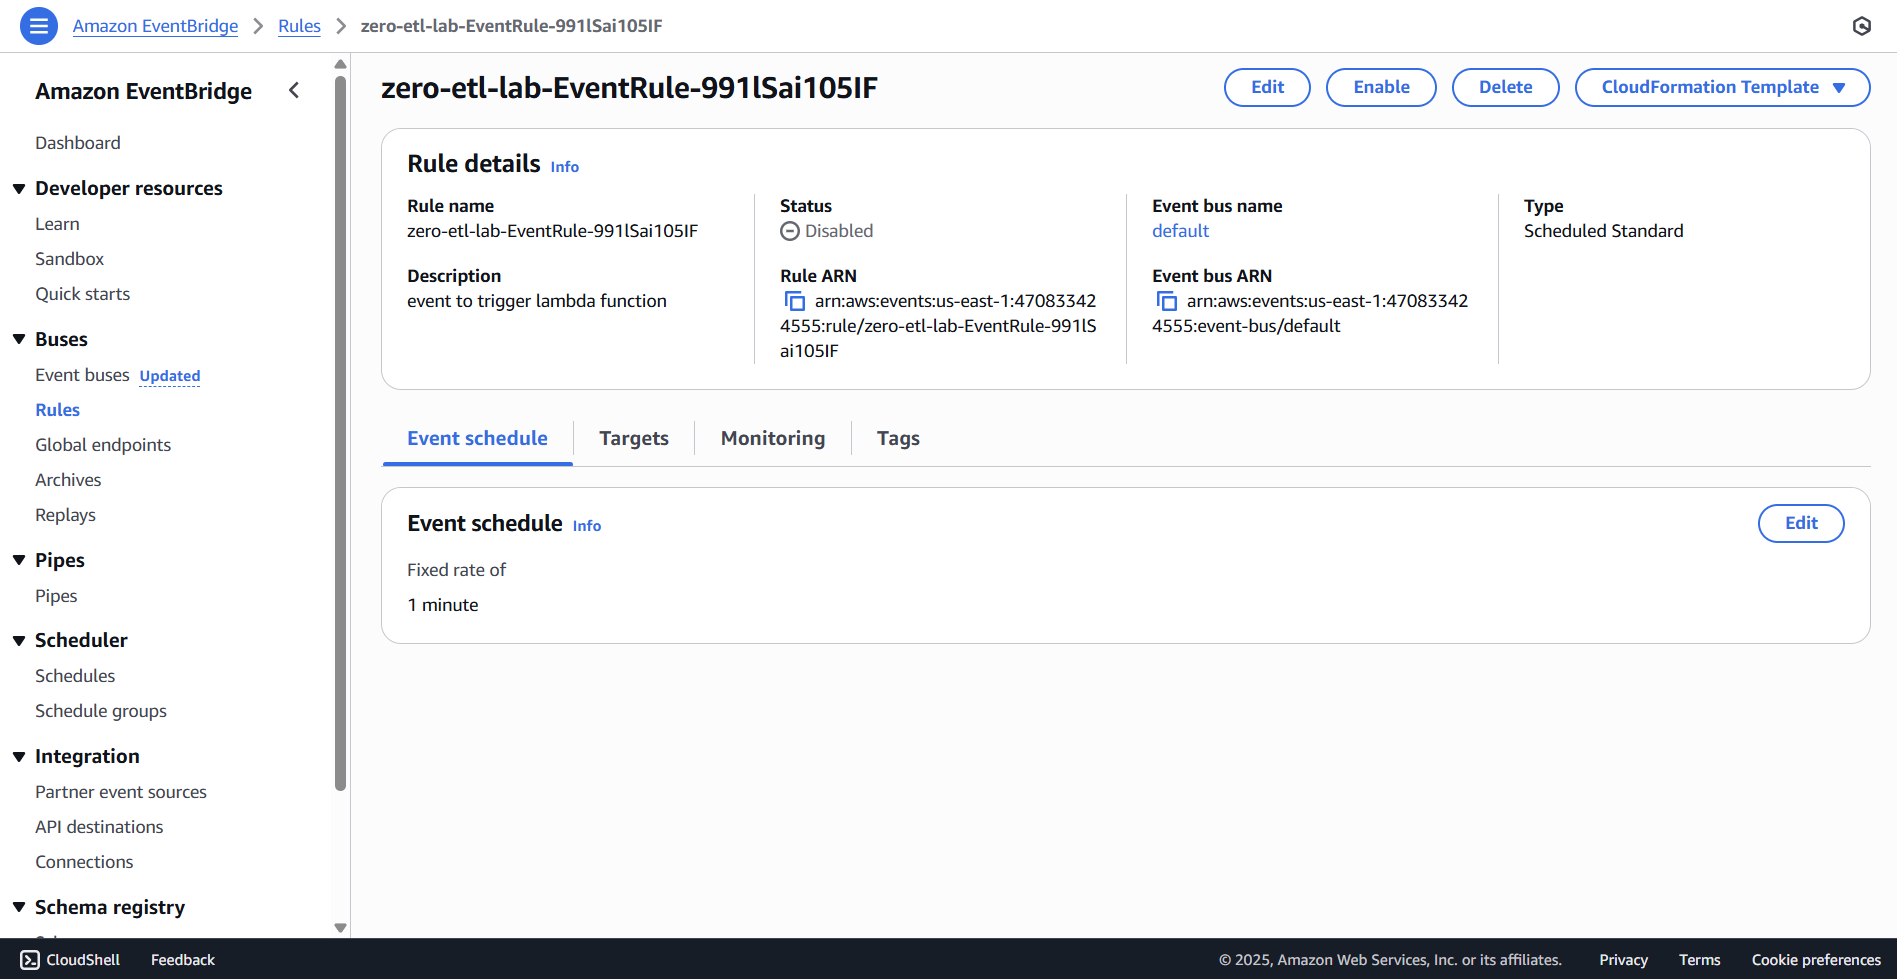 Amazon EventBridge > Rules > zero-etl-lab-EventRule-991lSai105IF
Amazon EventBridge
Dashboard
Developer resources
Learn
Sandbox
Quick starts
Buses
Event buses Updated
Rules
Global endpoints
Archives
Replays
Pipes
Pipes
Scheduler
Schedules
Schedule groups
Integration
Partner event sources
API destinations
Connections
Schema registry
zero-etl-lab-EventRule-991lSai105IF
Edit
Enable
Delete
CloudFormation Template
Rule details Info
Rule name
zero-etl-lab-EventRule-991lSai105IF
Description
event to trigger lambda function
Status
Disabled
Rule ARN
arn:aws:events:us-east-1:47083342
4555:rule/zero-etl-lab-EventRule-991lS
ai105IF
Event bus name
default
Event bus ARN
arn:aws:events:us-east-1:47083342
4555:event-bus/default
Type
Scheduled Standard
Event schedule
Targets
Monitoring
Tags
Event schedule Info
Edit
Fixed rate of
1 minute
CloudShell
Feedback
© 2025, Amazon Web Services, Inc. or its affiliates.
Privacy
Terms
Cookie preferences